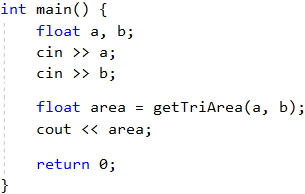 int main() {
    float a, b;
    cin >> a;
    cin >> b;

    float area = getTriArea(a, b);
    cout << area;

    return 0;
}